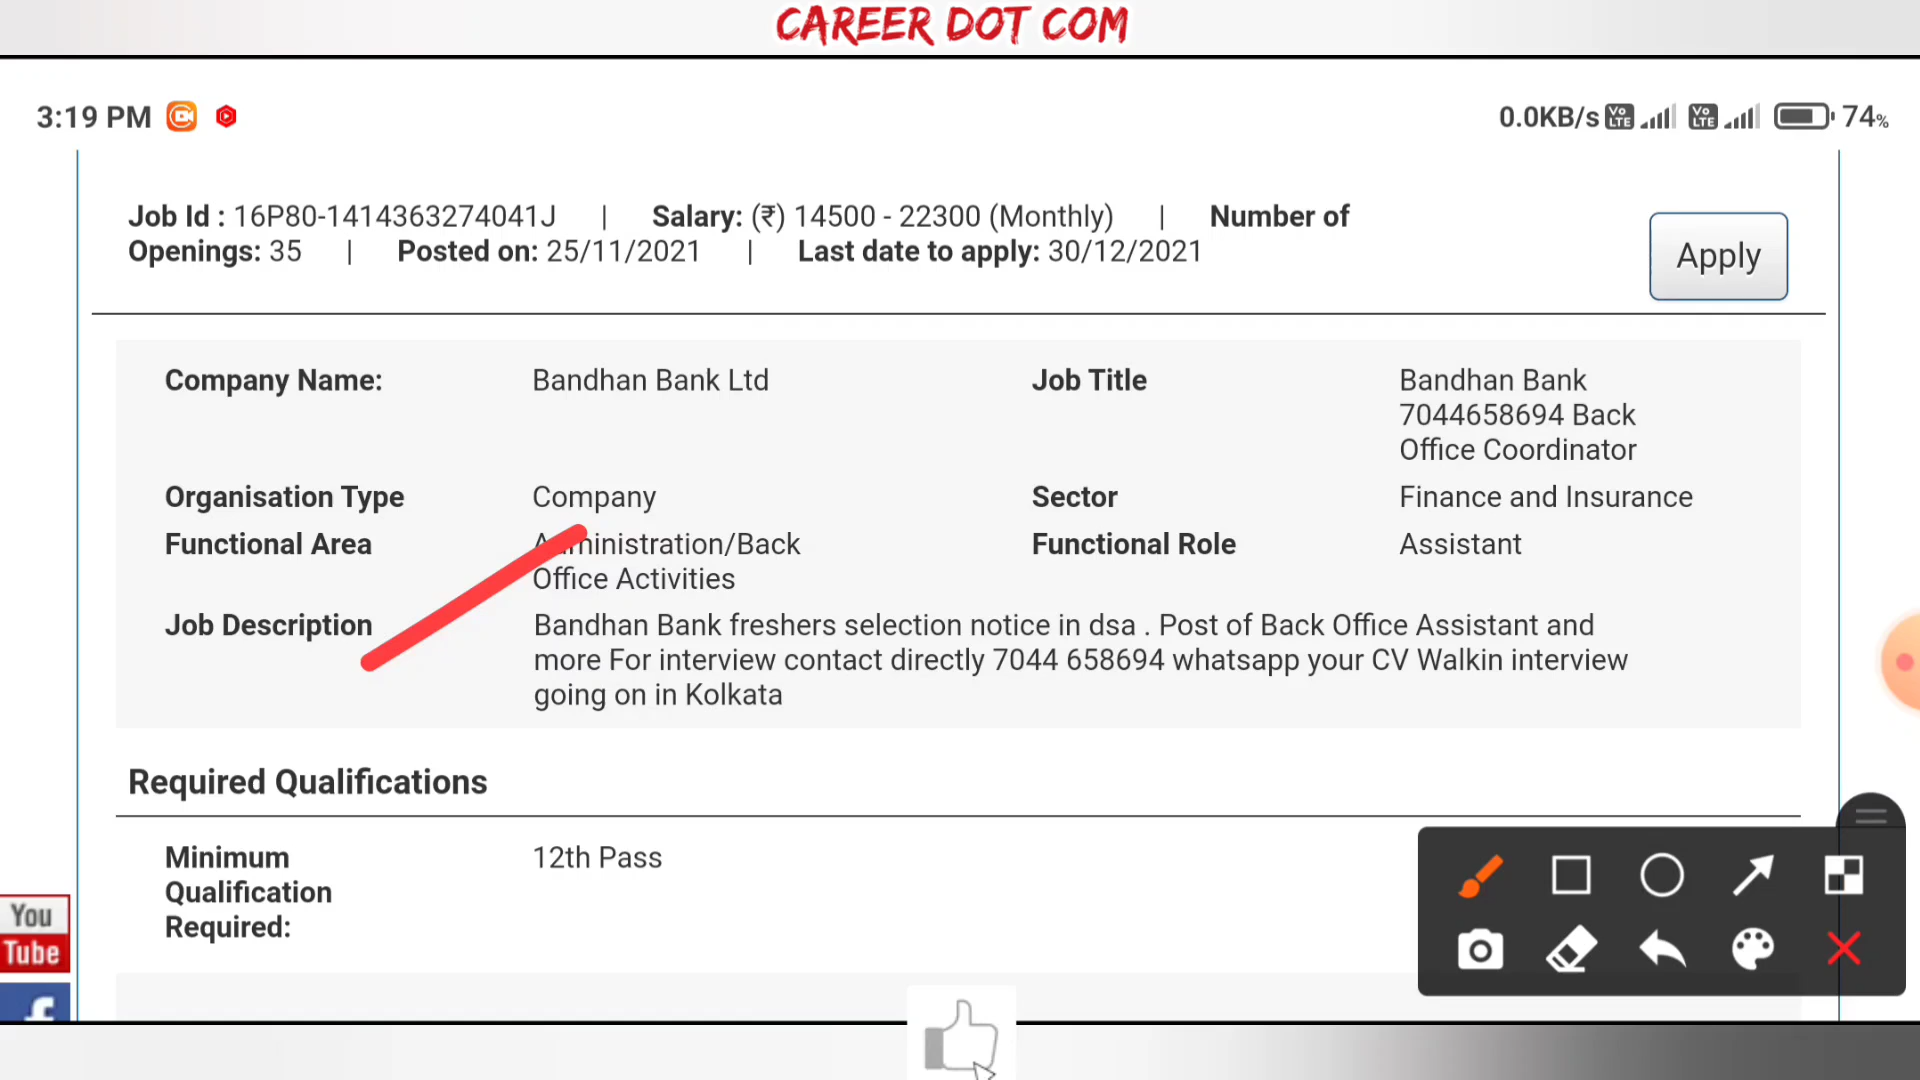 CAREER DOT COM
3:19 PM 0.0KB/s Vo LTE Vo LTE 74%
Job Id : 16P80-1414363274041J | Salary: (₹) 14500 - 22300 (Monthly) | Number of
Openings: 35 | Posted on: 25/11/2021 | Last date to apply: 30/12/2021
Apply
Company Name: Bandhan Bank Ltd Job Title Bandhan Bank
7044658694 Back
Office Coordinator
Organisation Type Company Sector Finance and Insurance
Functional Area Administration/Back Functional Role Assistant
Office Activities
Job Description Bandhan Bank freshers selection notice in dsa . Post of Back Office Assistant and
more For interview contact directly 7044 658694 whatsapp your CV Walkin interview
going on in Kolkata
Required Qualifications
Minimum 12th Pass
Qualification
Required:
You
Tube
f